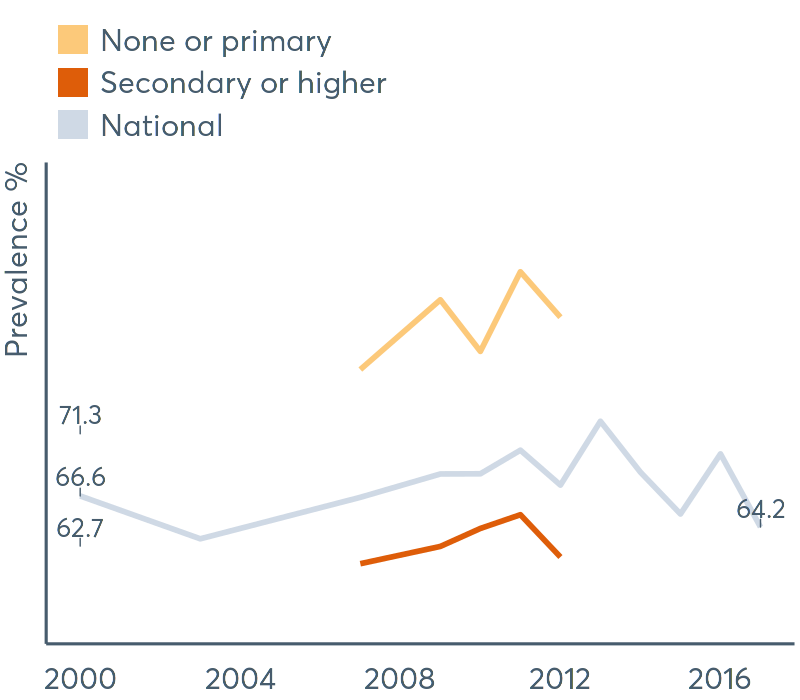 None or primary
Secondary or higher
National
Prevalence %
71.3
66.6
62.7
64.2
2000 2004 2008 2012 2016